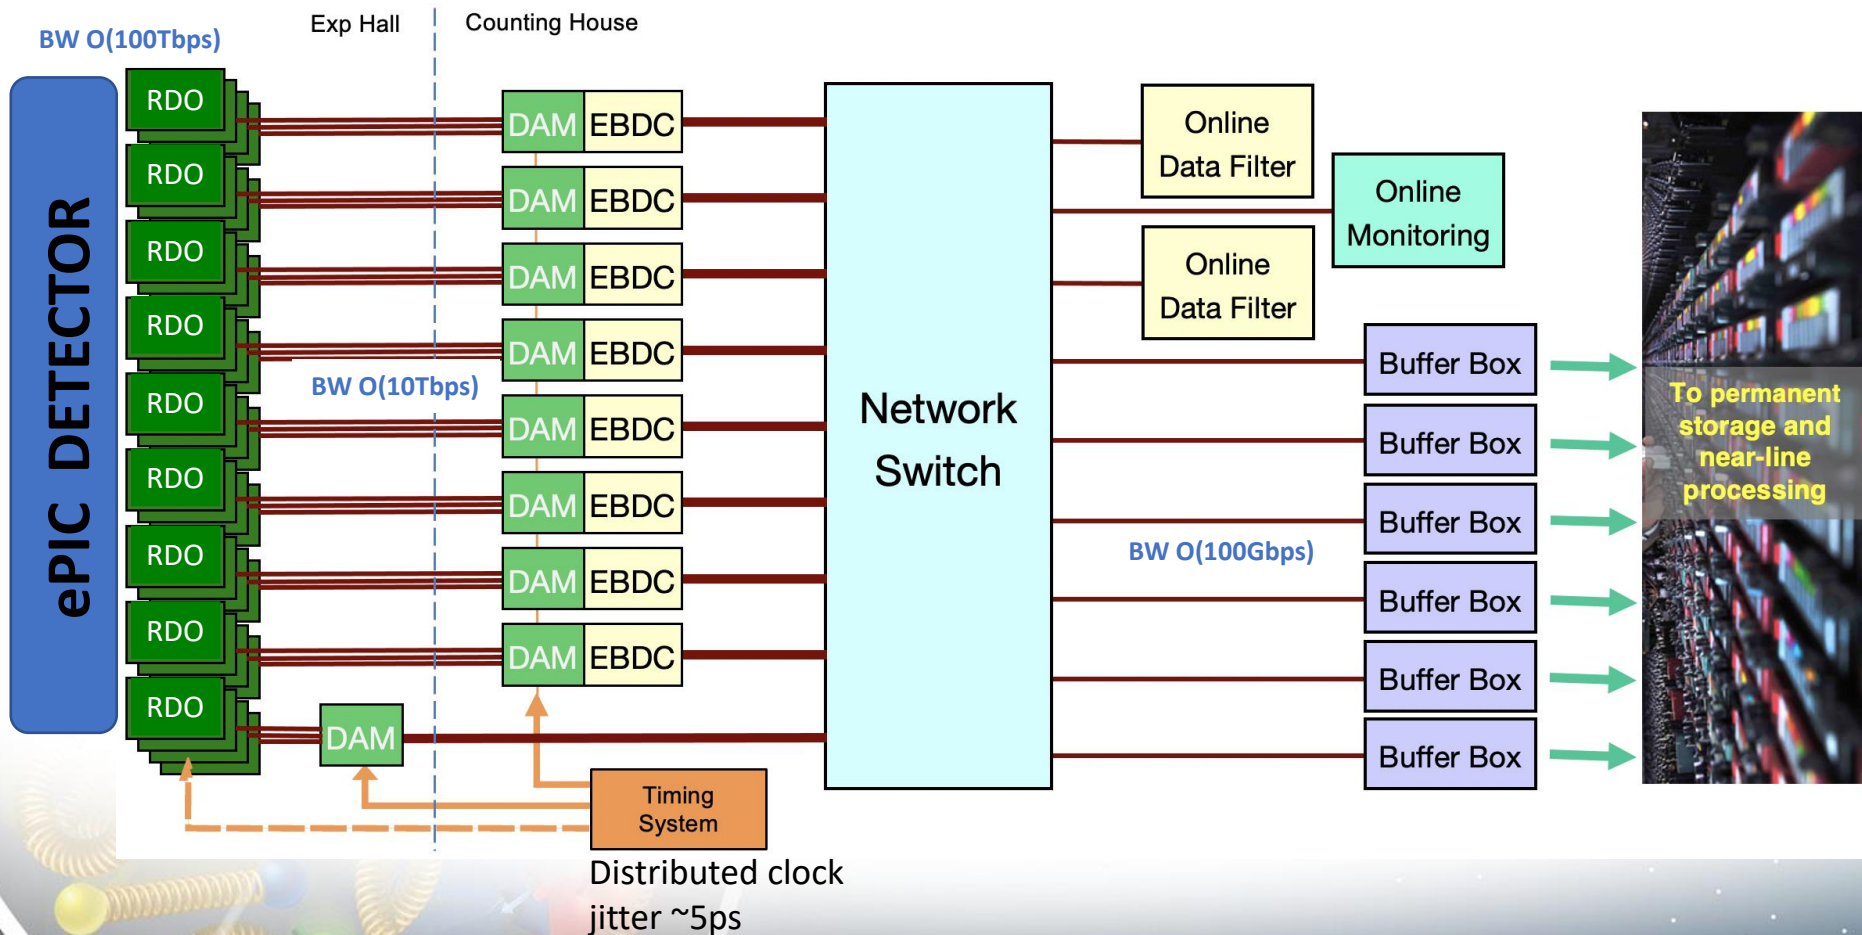 Exp Hall
Counting House
BW O(100Tbps)
ePIC DETECTOR
RDO
RDO
RDO
RDO
RDO
RDO
RDO
RDO
RDO
DAM EBDC
DAM EBDC
DAM EBDC
DAM EBDC
DAM EBDC
DAM EBDC
DAM EBDC
DAM EBDC
DAM
BW O(10Tbps)
Timing
System
Distributed clock
jitter ~5ps
Network
Switch
Online
Data Filter
Online
Monitoring
Online
Data Filter
Buffer Box
Buffer Box
Buffer Box
BW O(100Gbps)
Buffer Box
Buffer Box
Buffer Box
To permanent
storage and
near-line
processing